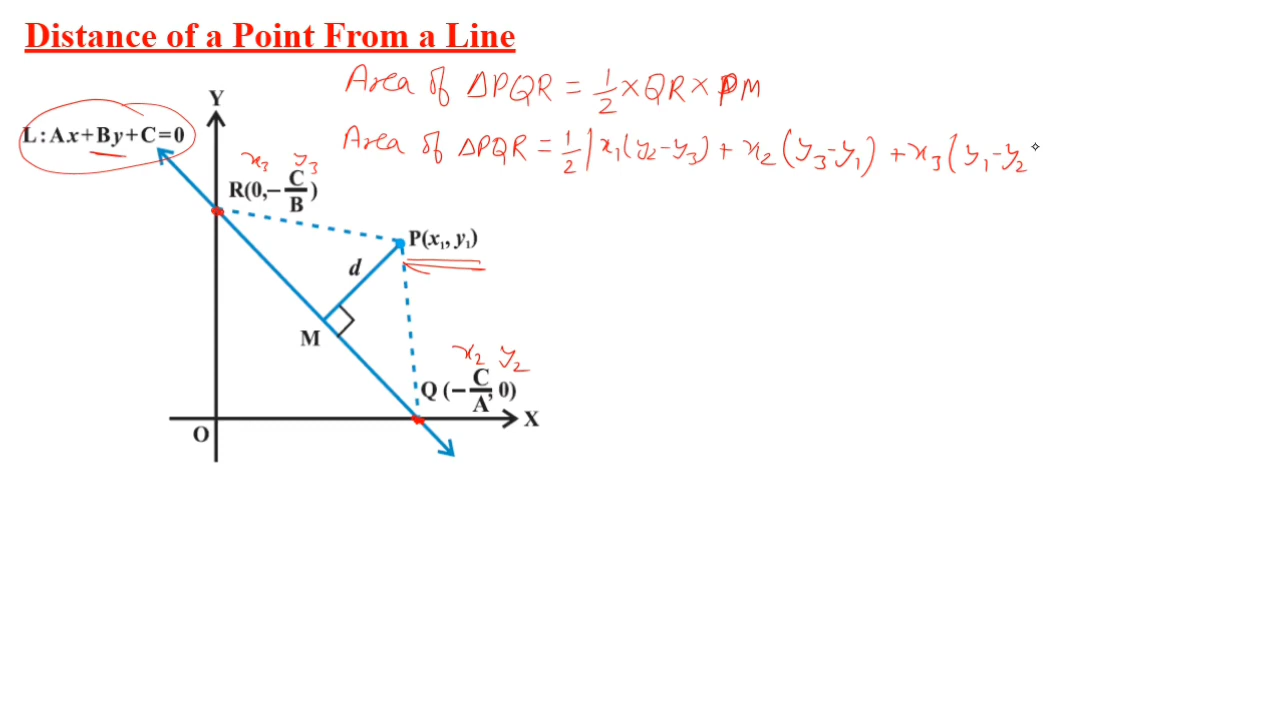 Distance of a Point From a Line
Area of ΔPQR = 1/2 × QR × PM
Y
L: Ax+By+C=0
Area of ΔPQR = 1/2 |x₁(y₂-y₃) + x₂(y₃-y₁) + x₃(y₁-y₂
x₃ y₃
R(0,-C/B)
P(x₁, y₁)
d
M
x₂ y₂
Q (-C/A, 0)
X
O